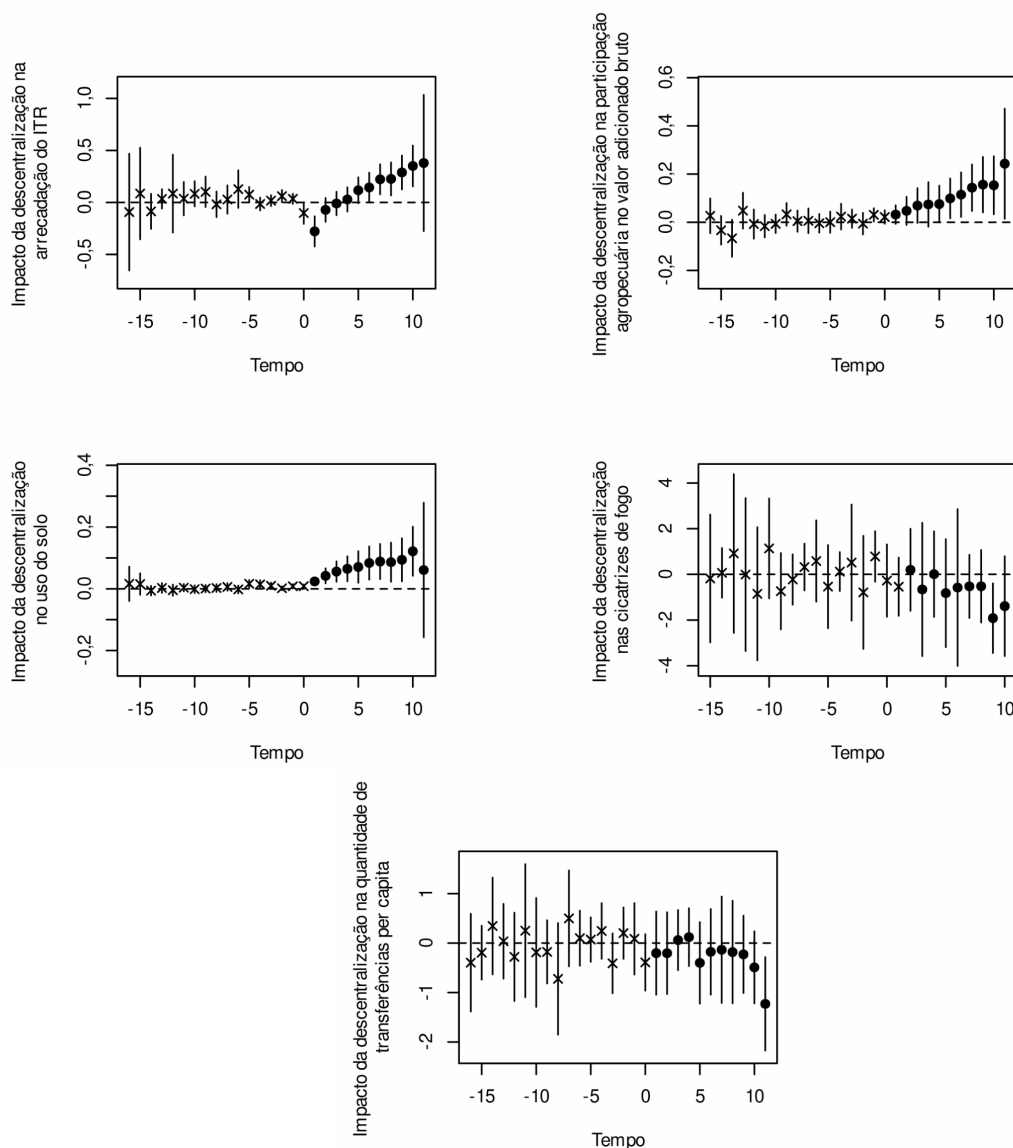 Impacto da descentralização na
arrecadação do ITR
1,0
0,5
0,0
-0,5
-15 -10 -5 0 5 10
Tempo
Impacto da descentralização na participação
agropecuária no valor adicionado bruto
0,6
0,4
0,2
0,0
-0,2
-15 -10 -5 0 5 10
Tempo
Impacto da descentralização
no uso do solo
0,4
0,2
0,0
-0,2
-15 -10 -5 0 5 10
Tempo
Impacto da descentralização
nas cicatrizes de fogo
4
2
0
-2
-4
-15 -10 -5 0 5 10
Tempo
Impacto da descentralização na quantidade de
transferências per capita
1
0
-1
-2
-15 -10 -5 0 5 10
Tempo